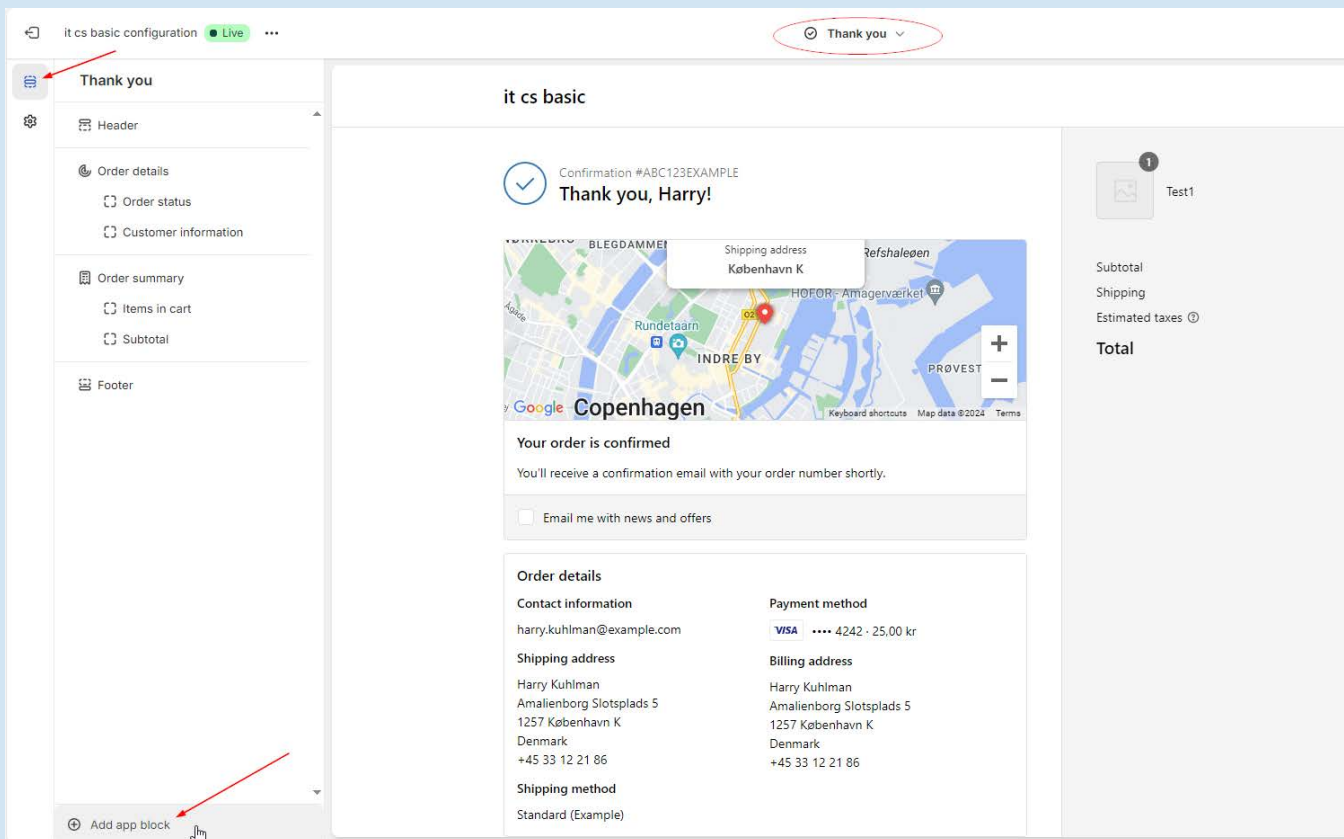 it cs basic configuration Live
Thank you
Thank you
Header
Order details
Order status
Customer information
Order summary
Items in cart
Subtotal
Footer
Add app block
it cs basic
Confirmation #ABC123EXAMPLE
Thank you, Harry!
BLEGDAMMEN
Shipping address
København K
Refshaleøen
HOFOR - Amagerværket
Rundetaarn
02
INDRE BY
PRØVEST
Google
Copenhagen
Keyboard shortcuts Map data ©2024 Terms
Your order is confirmed
You'll receive a confirmation email with your order number shortly.
Email me with news and offers
Order details
Contact information
harry.kuhlman@example.com
Shipping address
Harry Kuhlman
Amalienborg Slotsplads 5
1257 København K
Denmark
+45 33 12 21 86
Shipping method
Standard (Example)
Payment method
VISA •••• 4242 · 25,00 kr
Billing address
Harry Kuhlman
Amalienborg Slotsplads 5
1257 København K
Denmark
+45 33 12 21 86
1
Test1
Subtotal
Shipping
Estimated taxes
Total